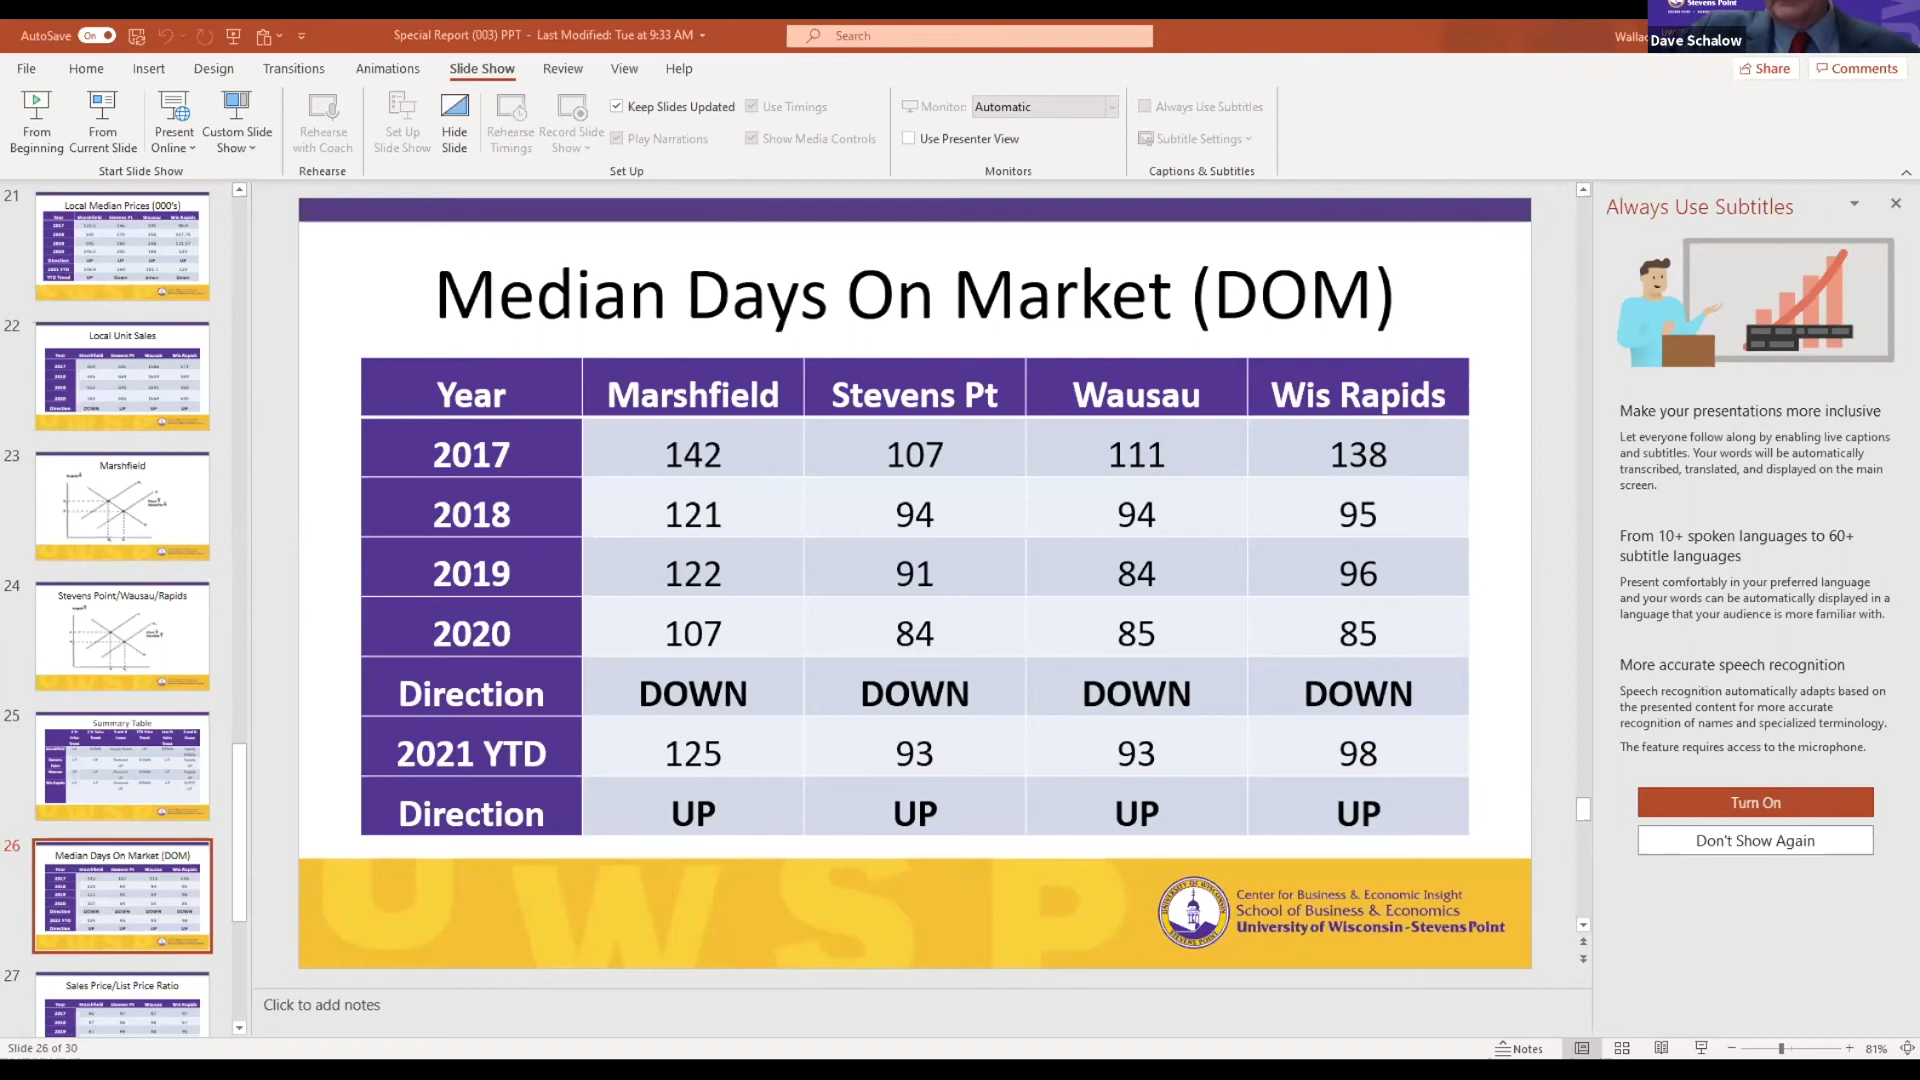 Stevens Point
Dave Schalow
AutoSave On
Special Report (003) PPT - Last Modified: Tue at 9:33 AM
Search
File Home Insert Design Transitions Animations Slide Show Review View Help
Share Comments
From Beginning
From Current Slide
Present Online
Custom Slide Show
Start Slide Show
Rehearse with Coach
Rehearse
Set Up Slide Show
Hide Slide
Rehearse Timings
Record Slide Show
Keep Slides Updated
Play Narrations
Use Timings
Show Media Controls
Set Up
Monitor: Automatic
Use Presenter View
Monitors
Always Use Subtitles
Subtitle Settings
Captions & Subtitles
21
Local Median Prices (000's)
22
Local Unit Sales
23
Marshfield
24
Stevens Point/Wausau/Rapids
25
Summary Table
26
Median Days On Market (DOM)
27
Sales Price/List Price Ratio
Median Days On Market (DOM)
Year Marshfield Stevens Pt Wausau Wis Rapids
2017 142 107 111 138
2018 121 94 94 95
2019 122 91 84 96
2020 107 84 85 85
Direction DOWN DOWN DOWN DOWN
2021 YTD 125 93 93 98
Direction UP UP UP UP
UWSP
Center for Business & Economic Insight
School of Business & Economics
University of Wisconsin-Stevens Point
Click to add notes
Always Use Subtitles
Make your presentations more inclusive
Let everyone follow along by enabling live captions
and subtitles. Your words will be automatically
transcribed, translated, and displayed on the main
screen.
From 10+ spoken languages to 60+
subtitle languages
Present comfortably in your preferred language
and your words can be automatically displayed in a
language that your audience is more familiar with.
More accurate speech recognition
Speech recognition automatically adapts based on
the presented content for more accurate
recognition of names and specialized terminology.
The feature requires access to the microphone.
Turn On
Don't Show Again
Slide 26 of 30
Notes
81%